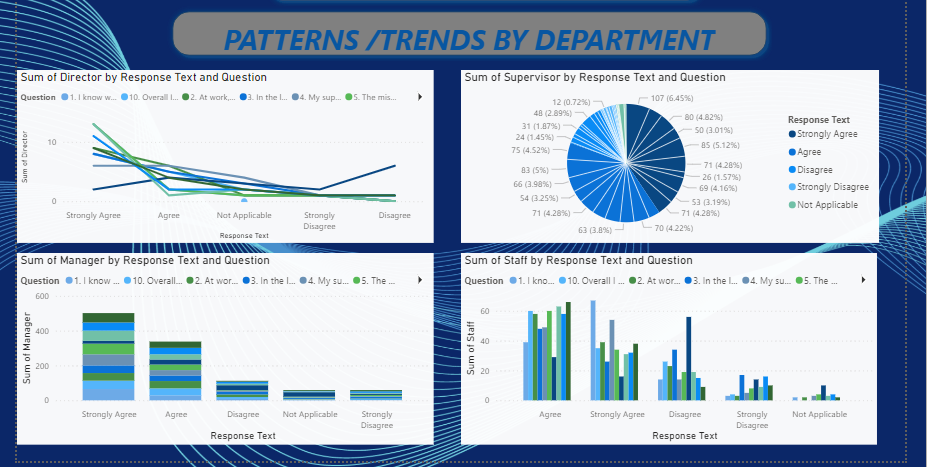 PATTERNS /TRENDS BY DEPARTMENT
Sum of Director by Response Text and Question
Question 1. I know w... 10. Overall I... 2. At work,... 3. In the l... 4. My sup... 5. The mis...
Sum of Director
10
0
Strongly Agree Agree Not Applicable Strongly Disagree Disagree
Response Text
Sum of Supervisor by Response Text and Question
12 (0.72%)
48 (2.89%)
31 (1.87%)
24 (1.45%)
75 (4.52%)
83 (5%)
66 (3.98%)
54 (3.25%)
71 (4.28%)
63 (3.8%)
107 (6.45%)
80 (4.82%)
50 (3.01%)
85 (5.12%)
71 (4.28%)
26 (1.57%)
69 (4.16%)
53 (3.19%)
71 (4.28%)
70 (4.22%)
Response Text
Strongly Agree
Agree
Disagree
Strongly Disagree
Not Applicable
Sum of Manager by Response Text and Question
Question 1. I kno... 10. Overall... 2. At wor... 3. In the l... 4. My su... 5. The ...
Sum of Manager
600
400
200
0
Strongly Agree Agree Disagree Not Applicable Strongly Disagree
Response Text
Sum of Staff by Response Text and Question
Question 1. I kno... 10. Overall I ... 2. At wor... 3. In the l... 4. My su... 5. The ...
Sum of Staff
60
40
20
0
Agree Strongly Agree Disagree Strongly Disagree Not Applicable
Response Text